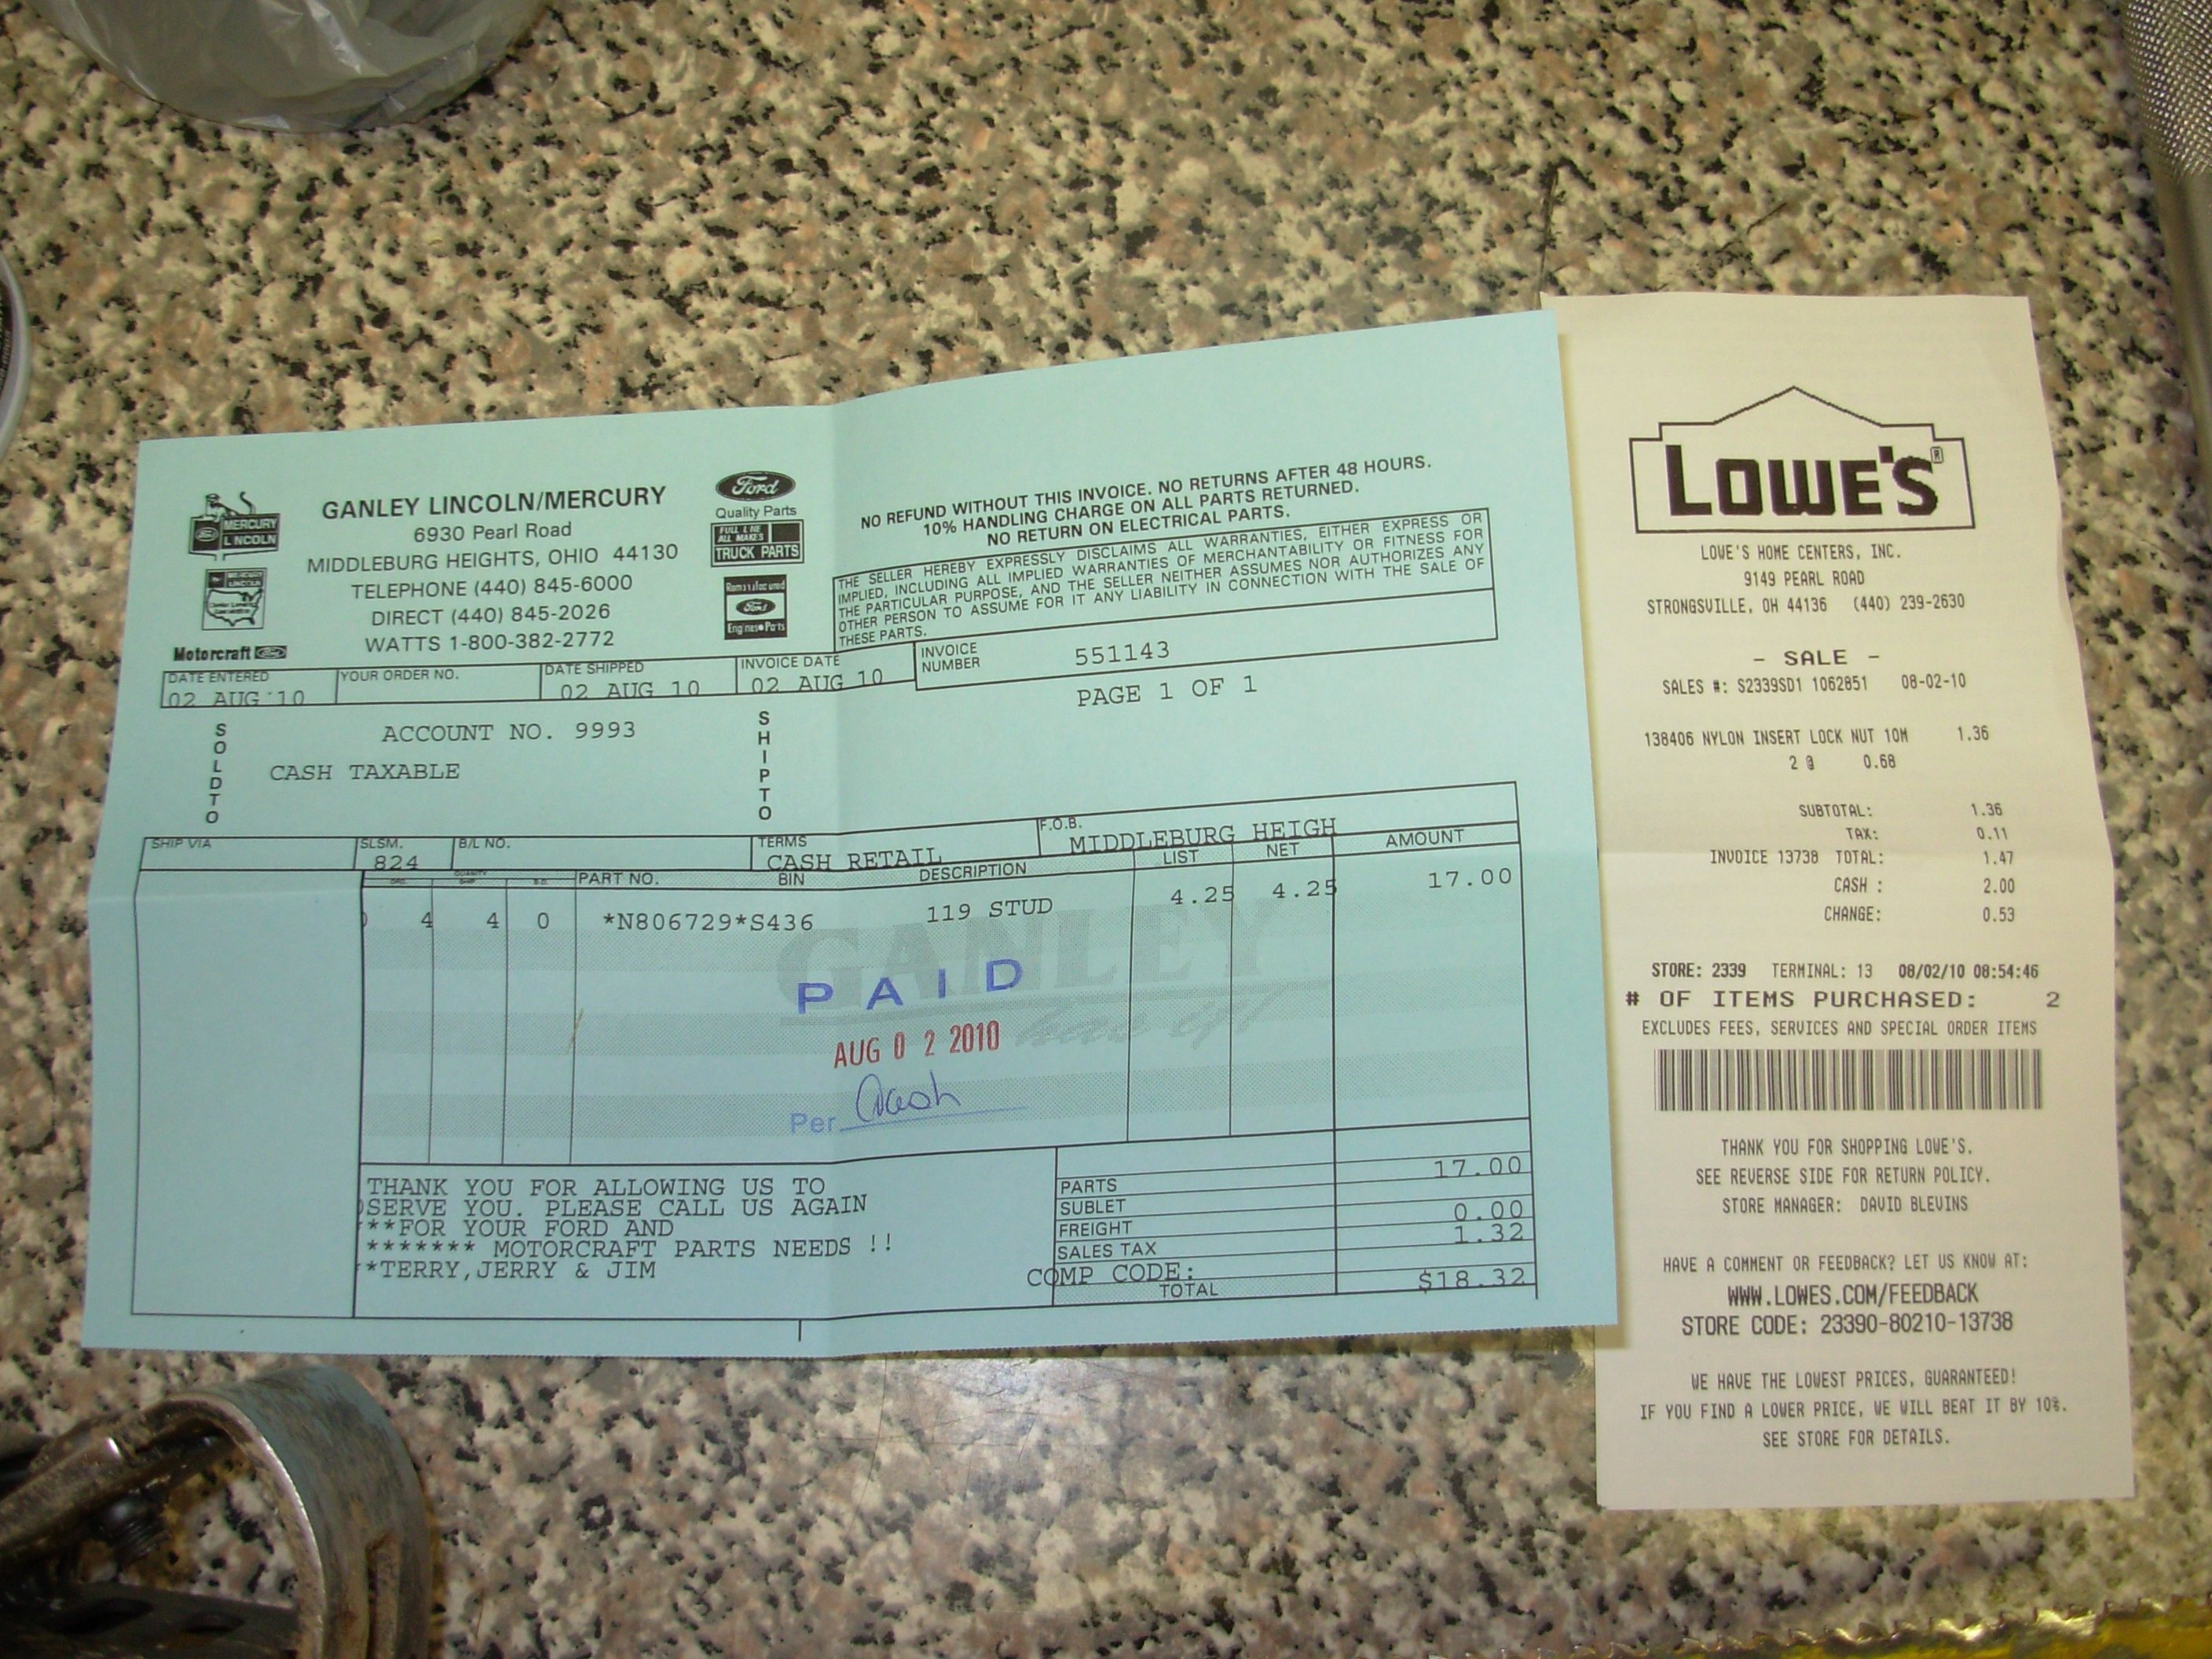 MERCURY
LINCOLN
Motorcraft
Ford
GANLEY LINCOLN/MERCURY
6930 Pearl Road
MIDDLEBURG HEIGHTS, OHIO 44130
TELEPHONE (440) 845-6000
DIRECT (440) 845-2026
WATTS 1-800-382-2772
Ford
Quality Parts
FULL LINE
ALL MAKES
TRUCK PARTS
Ford
Engines•Parts
NO REFUND WITHOUT THIS INVOICE. NO RETURNS AFTER 48 HOURS.
10% HANDLING CHARGE ON ALL PARTS RETURNED.
NO RETURN ON ELECTRICAL PARTS.
THE SELLER HEREBY EXPRESSLY DISCLAIMS ALL WARRANTIES, EITHER EXPRESS OR
IMPLIED, INCLUDING ALL IMPLIED WARRANTIES OF MERCHANTABILITY OR FITNESS FOR
THE PARTICULAR PURPOSE, AND THE SELLER NEITHER ASSUMES NOR AUTHORIZES ANY
OTHER PERSON TO ASSUME FOR IT ANY LIABILITY IN CONNECTION WITH THE SALE OF
THESE PARTS.
DATE ENTERED YOUR ORDER NO. DATE SHIPPED INVOICE DATE INVOICE NUMBER
02 AUG '10 02 AUG 10 02 AUG 10 551143
PAGE 1 OF 1
SOLD TO
ACCOUNT NO. 9993
CASH TAXABLE
SHIP TO
SHIP VIA SLSM. B/L NO. TERMS F.O.B.
824 CASH RETAIL MIDDLEBURG HEIGH
QUANTITY
ORD. SHIP B.O. PART NO. BIN DESCRIPTION LIST NET AMOUNT
4 4 0 *N806729*S436 119 STUD 4.25 4.25 17.00
GANLEY
PAID
AUG 02 2010
Per Cash
THANK YOU FOR ALLOWING US TO
SERVE YOU. PLEASE CALL US AGAIN
**FOR YOUR FORD AND
******* MOTORCRAFT PARTS NEEDS !!
*TERRY,JERRY & JIM
PARTS 17.00
SUBLET 0.00
FREIGHT 1.32
SALES TAX
COMP CODE:
TOTAL $18.32
LOWE'S®
LOWE'S HOME CENTERS, INC.
9149 PEARL ROAD
STRONGSVILLE, OH 44136 (440) 239-2630
- SALE -
SALES #: S2339SD1 1062851 08-02-10
138406 NYLON INSERT LOCK NUT 10M 1.36
2 @ 0.68
SUBTOTAL: 1.36
TAX: 0.11
INVOICE 13738 TOTAL: 1.47
CASH : 2.00
CHANGE: 0.53
STORE: 2339 TERMINAL: 13 08/02/10 08:54:46
# OF ITEMS PURCHASED: 2
EXCLUDES FEES, SERVICES AND SPECIAL ORDER ITEMS
THANK YOU FOR SHOPPING LOWE'S.
SEE REVERSE SIDE FOR RETURN POLICY.
STORE MANAGER: DAVID BLEVINS
HAVE A COMMENT OR FEEDBACK? LET US KNOW AT:
WWW.LOWES.COM/FEEDBACK
STORE CODE: 23390-80210-13738
WE HAVE THE LOWEST PRICES, GUARANTEED!
IF YOU FIND A LOWER PRICE, WE WILL BEAT IT BY 10%.
SEE STORE FOR DETAILS.